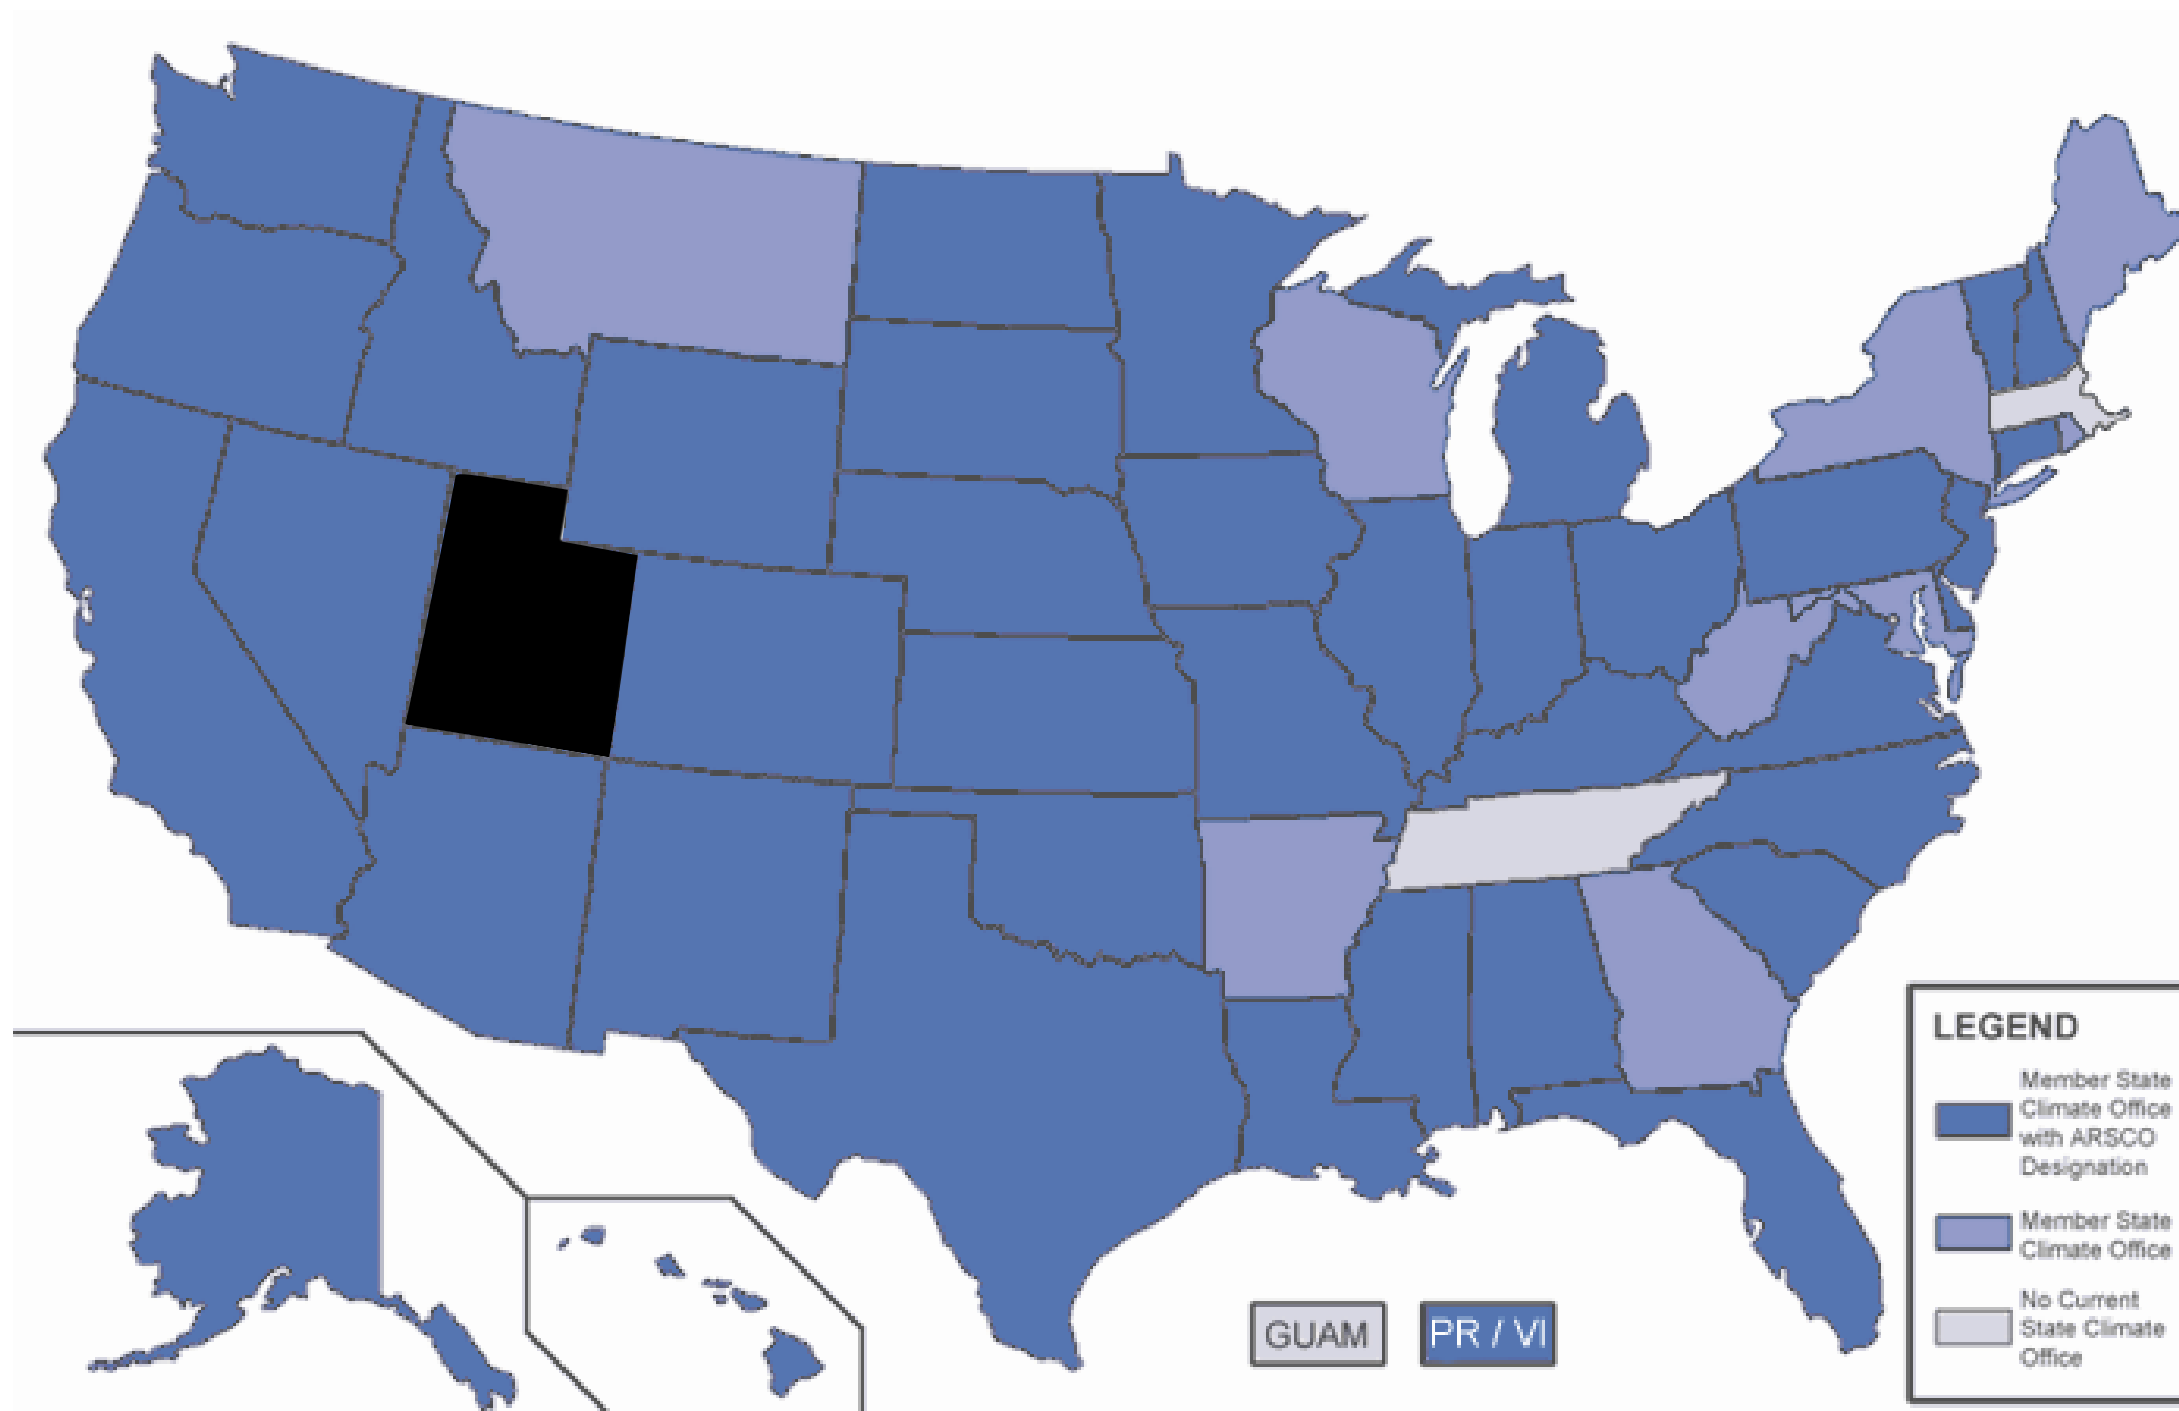 LEGEND
Member State
Climate Office
with ARSCO
Designation
Member State
Climate Office
No Current
State Climate
Office
GUAM
PR / VI